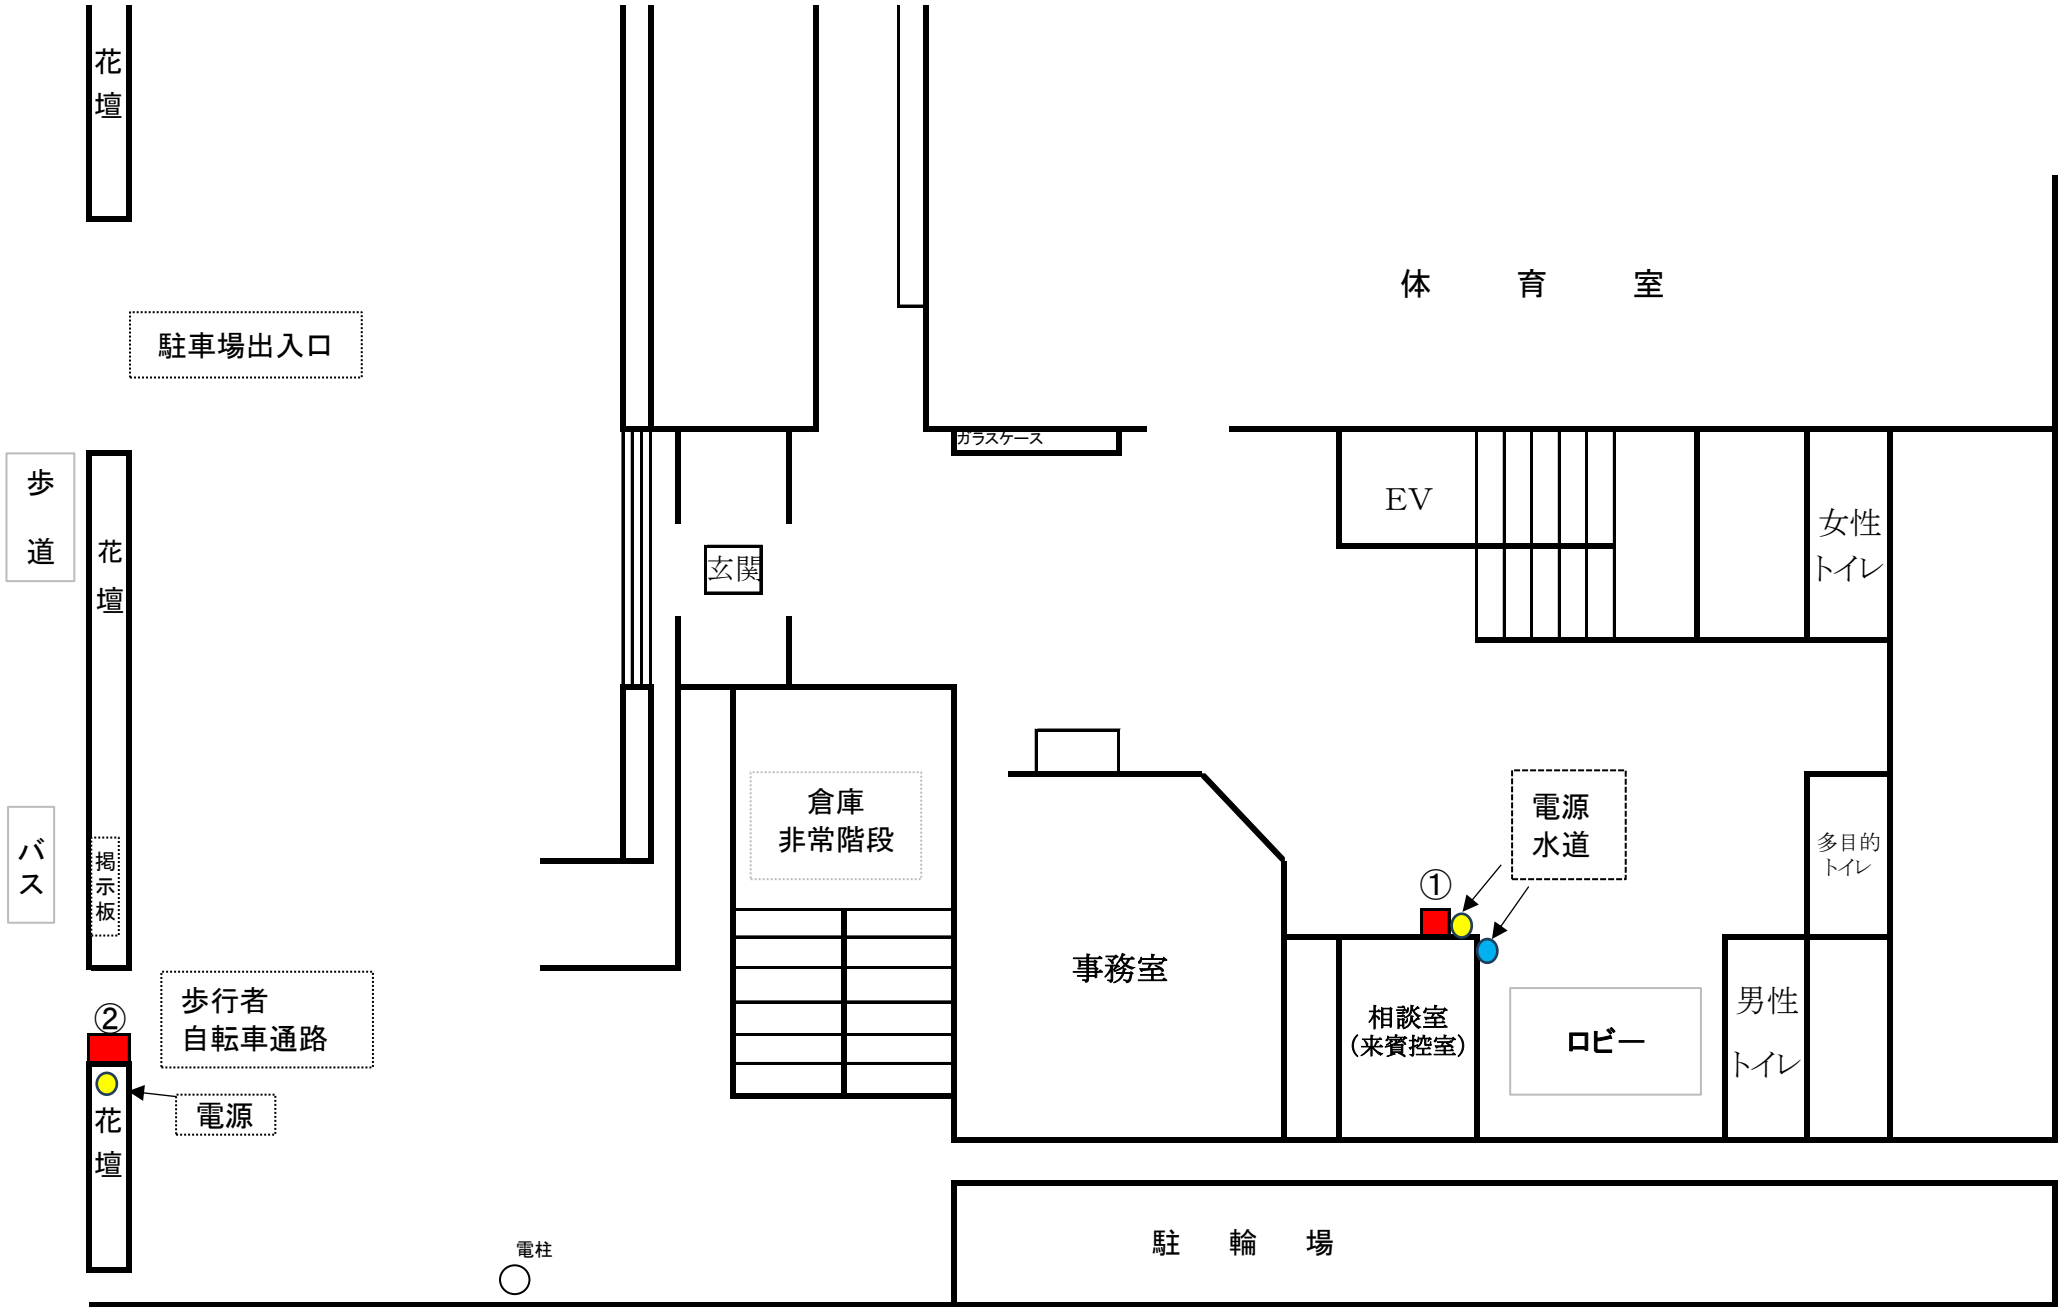 花
壇
体　育　室
駐車場出入口
ガラスケース
歩
道
EV
女性
トイレ
花
壇
玄関
倉庫
非常階段
電源
水道
バ
ス
掲
示
板
多目的
トイレ
①
事務室
歩行者
自転車通路
②
相談室
（来賓控室）
ロビー
男性
トイレ
電源
花
壇
駐　輪　場
電柱